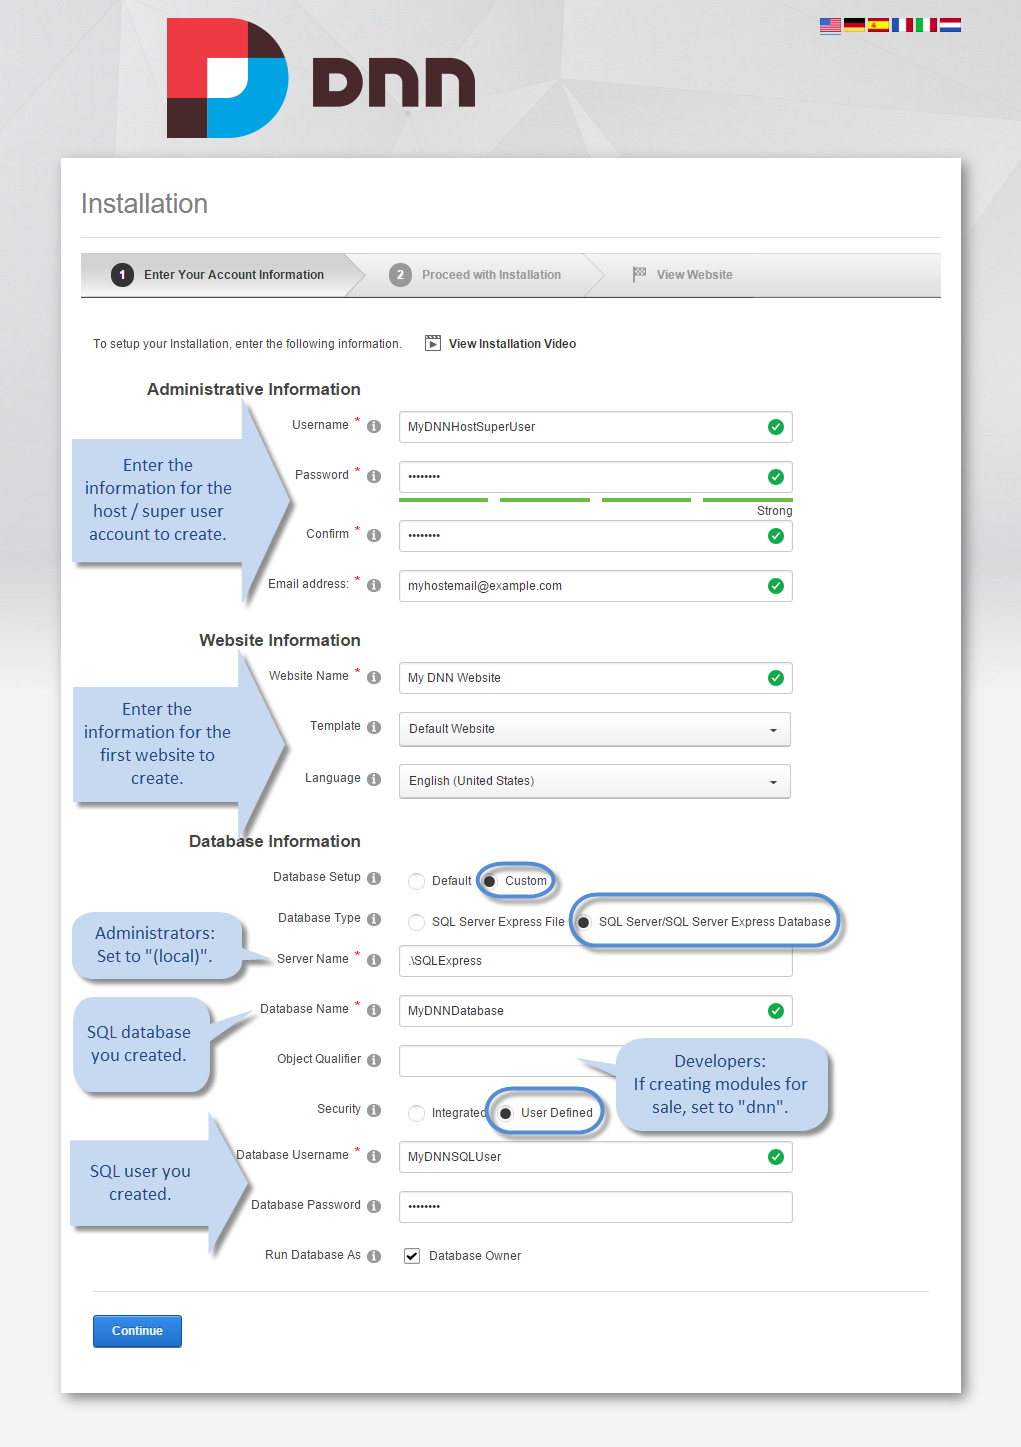 DNN
Installation
1 Enter Your Account Information
2 Proceed with Installation
View Website
To setup your Installation, enter the following information.
View Installation Video
Administrative Information
Username *
MyDNNHostSuperUser
Enter the
information for the
host / super user
account to create.
Password *
••••••••
Strong
Confirm *
••••••••
Email address: *
myhostemail@example.com
Website Information
Website Name *
My DNN Website
Enter the
information for the
first website to
create.
Template
Default Website
Language
English (United States)
Database Information
Database Setup
Default
Custom
Database Type
SQL Server Express File
SQL Server/SQL Server Express Database
Administrators:
Set to "(local)".
Server Name *
.\SQLExpress
SQL database
you created.
Database Name *
MyDNNDatabase
Object Qualifier
Developers:
If creating modules for
sale, set to "dnn".
Security
Integrated
User Defined
SQL user you
created.
Database Username *
MyDNNSQLUser
Database Password
••••••••
Run Database As
Database Owner
Continue